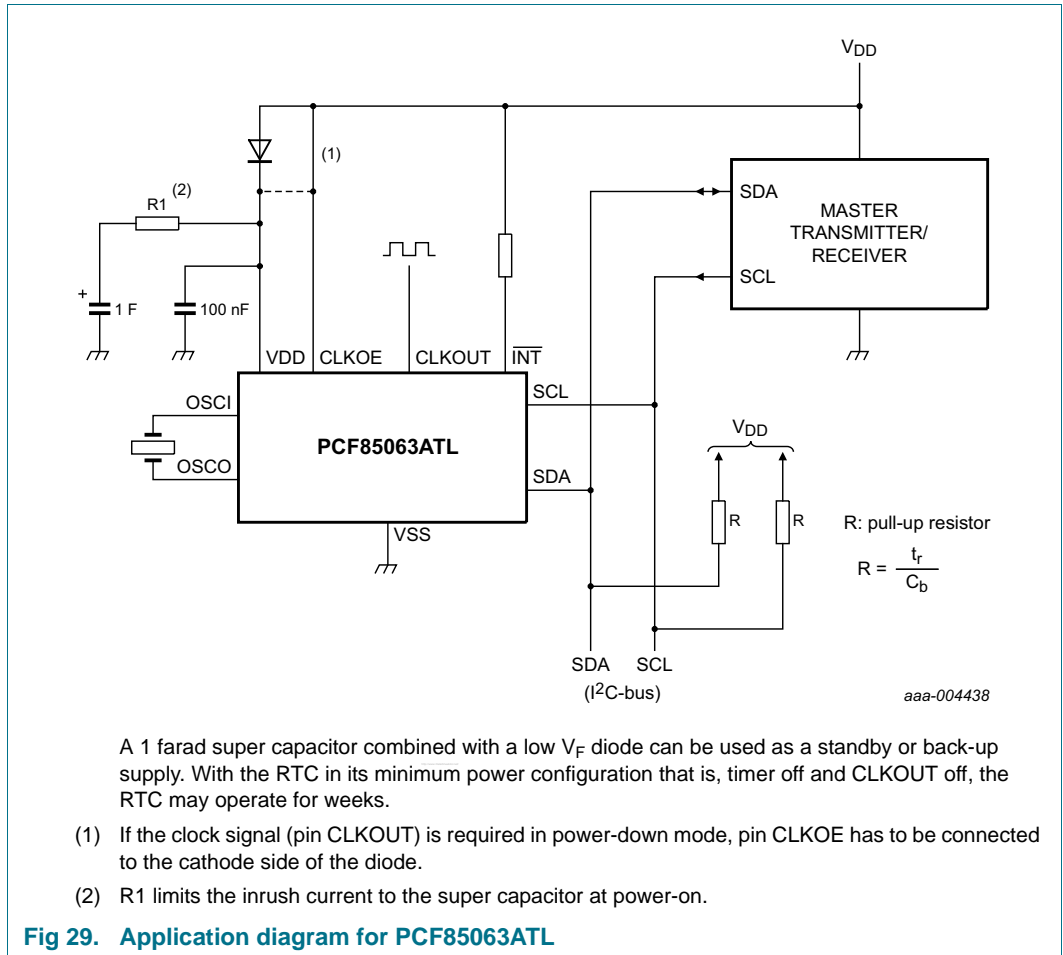 VDD
(1)
(2)
R1
SDA
MASTER
TRANSMITTER/
RECEIVER
SCL
+
1 F
100 nF
VDD
CLKOE
CLKOUT
INT
SCL
OSCI
PCF85063ATL
OSCO
SDA
VSS
VDD
R
R
R: pull-up resistor
R = tr
Cb
SDA
SCL
(I2C-bus)
aaa-004438
A 1 farad super capacitor combined with a low VF diode can be used as a standby or back-up
supply. With the RTC in its minimum power configuration that is, timer off and CLKOUT off, the
RTC may operate for weeks.
(1) If the clock signal (pin CLKOUT) is required in power-down mode, pin CLKOE has to be connected
to the cathode side of the diode.
(2) R1 limits the inrush current to the super capacitor at power-on.
Fig 29. Application diagram for PCF85063ATL